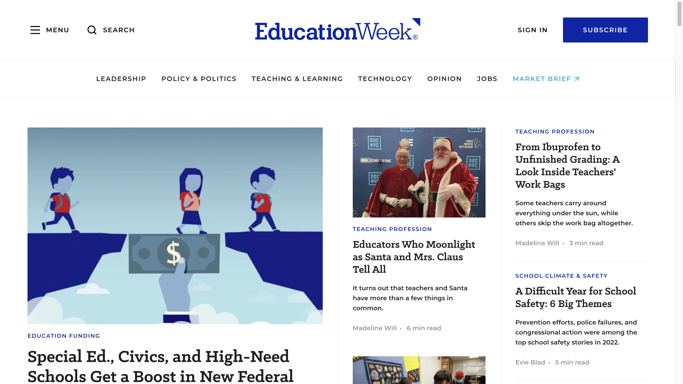 MENU
SEARCH
EducationWeek®
SIGN IN
SUBSCRIBE
LEADERSHIP
POLICY & POLITICS
TEACHING & LEARNING
TECHNOLOGY
OPINION
JOBS
MARKET BRIEF
$
EDUCATION FUNDING
Special Ed., Civics, and High-Need
Schools Get a Boost in New Federal
TEACHING PROFESSION
Educators Who Moonlight
as Santa and Mrs. Claus
Tell All
It turns out that teachers and Santa
have more than a few things in
common.
Madeline Will • 6 min read
TEACHING PROFESSION
From Ibuprofen to
Unfinished Grading: A
Look Inside Teachers'
Work Bags
Some teachers carry around
everything under the sun, while
others skip the work bag altogether.
Madeline Will • 3 min read
SCHOOL CLIMATE & SAFETY
A Difficult Year for School
Safety: 6 Big Themes
Prevention efforts, police failures, and
congressional action were among the
top school safety stories in 2022.
Evie Blad • 5 min read